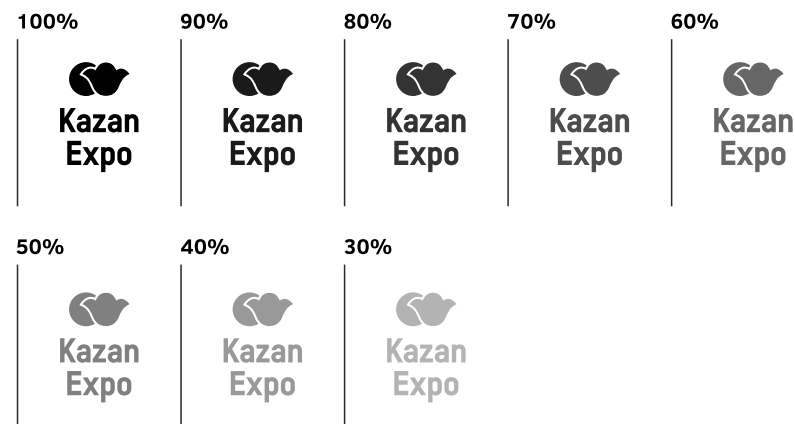 100%
Kazan
Expo
90%
Kazan
Expo
80%
Kazan
Expo
70%
Kazan
Expo
60%
Kazan
Expo
50%
Kazan
Expo
40%
Kazan
Expo
30%
Kazan
Expo